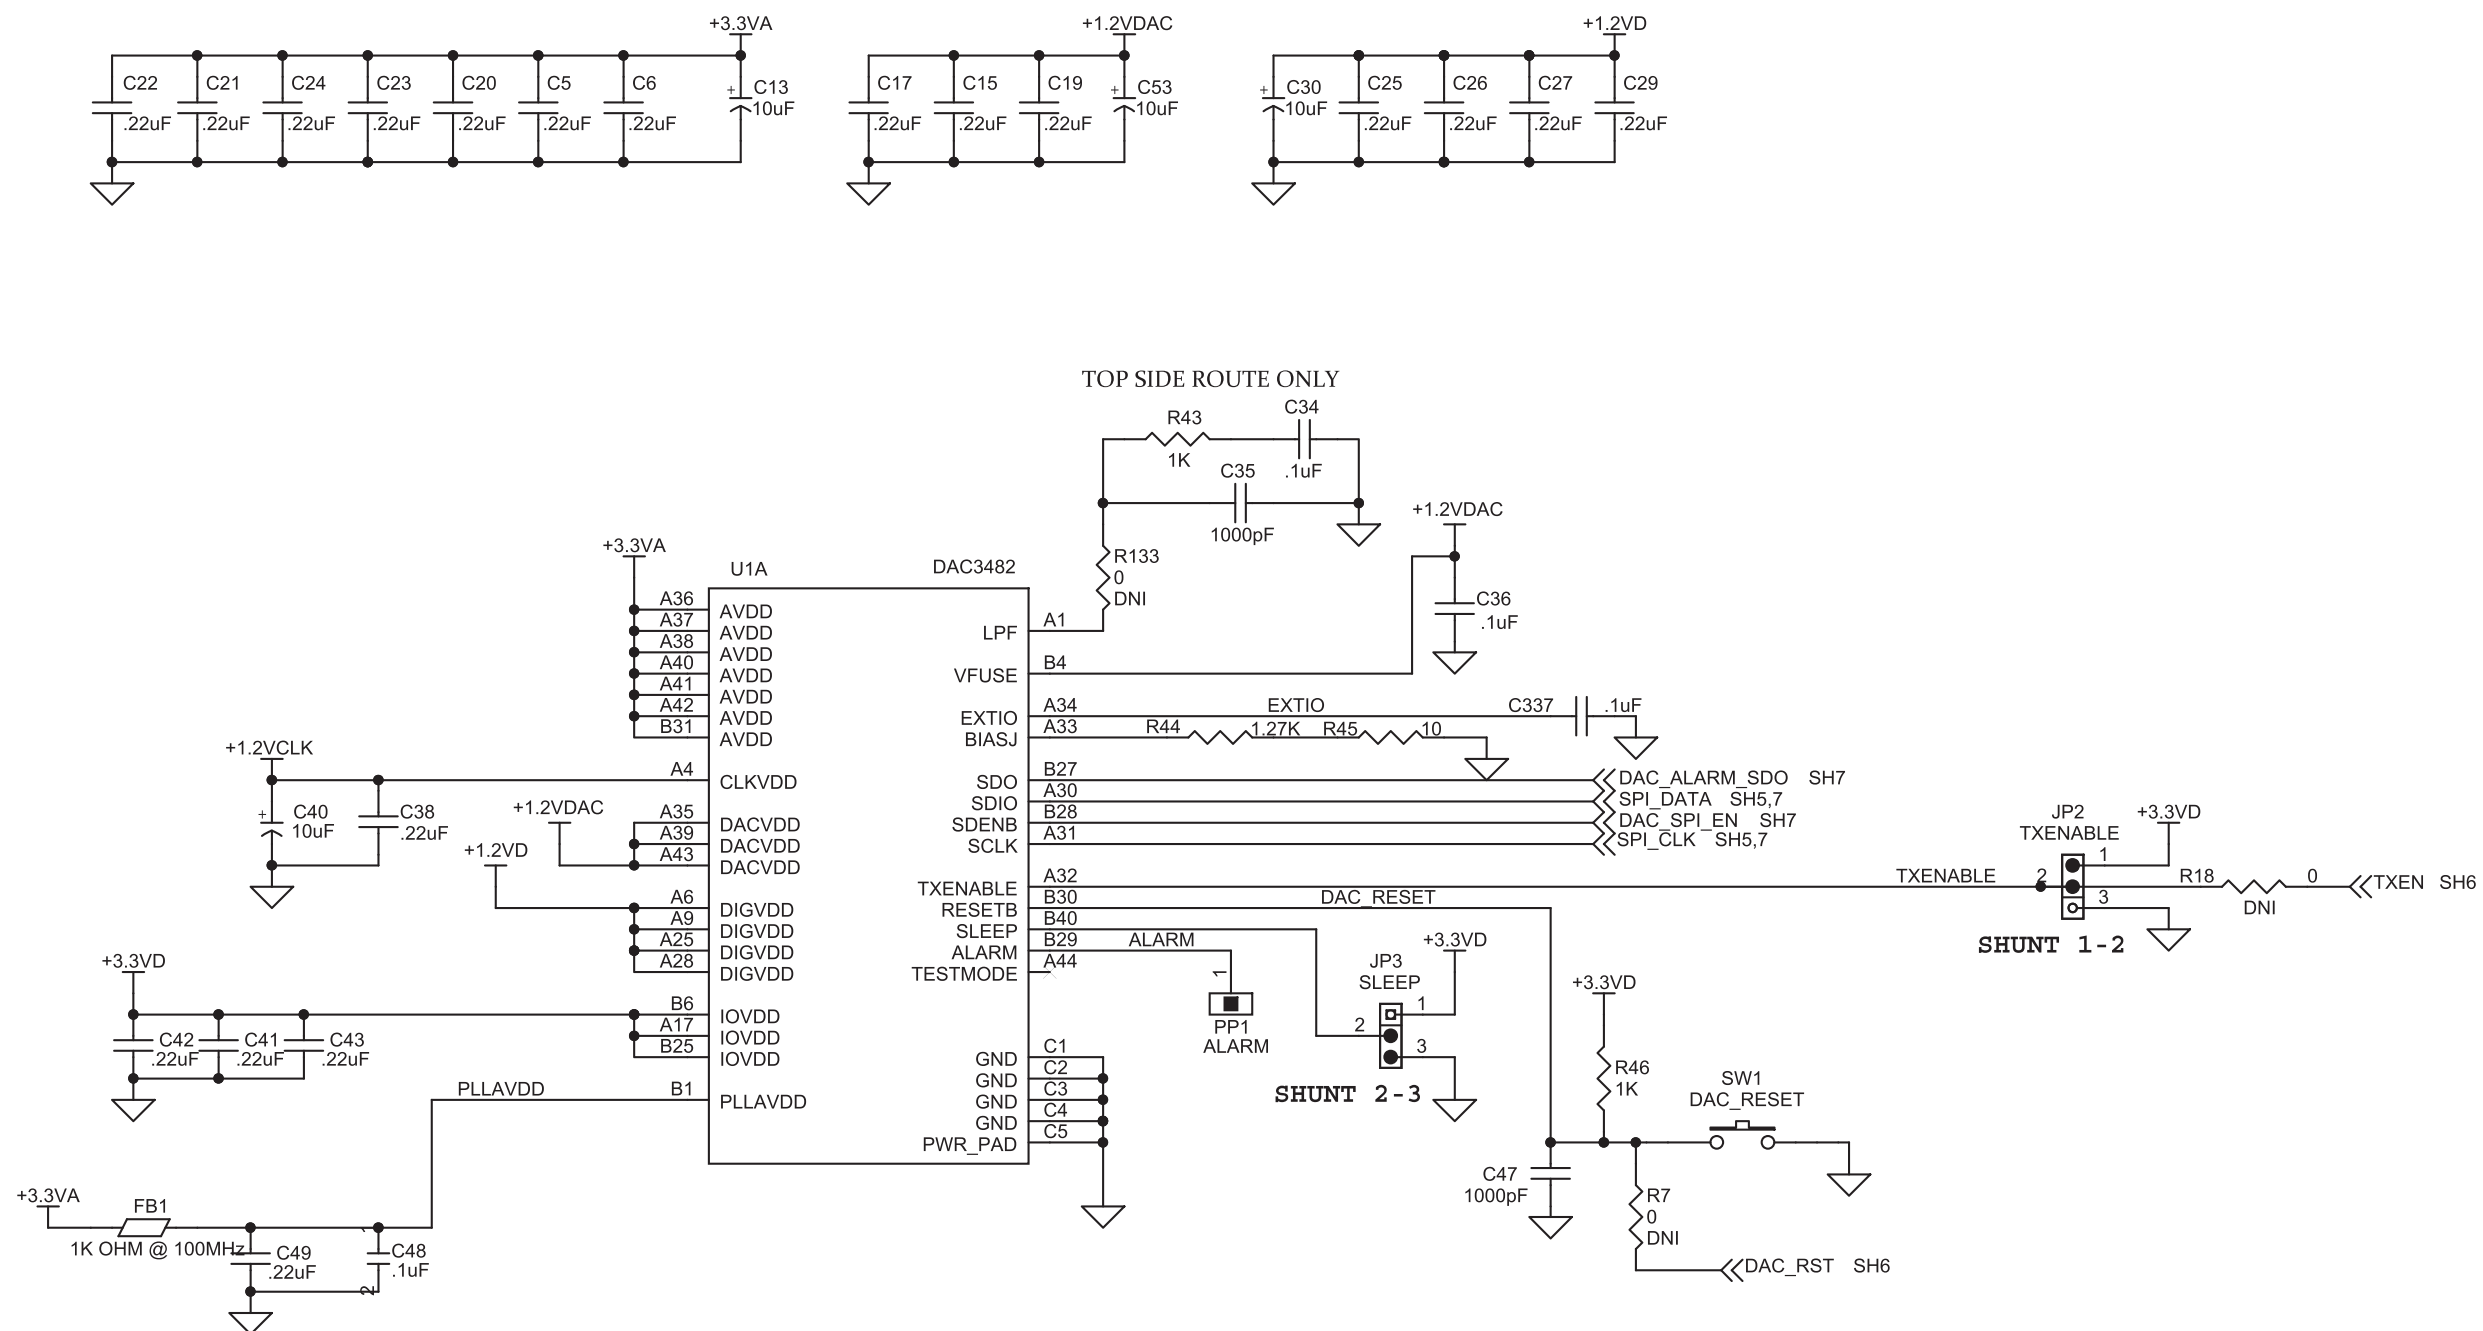 +3.3VA
+1.2VDAC
+1.2VD
C22
C21
C24
C23
C20
C5
C6
+ C13
C17
C15
C19
+ C53
+ C30
C25
C26
C27
C29
.22uF
.22uF
.22uF
.22uF
.22uF
.22uF
.22uF
10uF
.22uF
.22uF
.22uF
10uF
10uF
.22uF
.22uF
.22uF
.22uF
TOP SIDE ROUTE ONLY
R43
1K
C34
.1uF
C35
1000pF
R133
0
DNI
+1.2VDAC
C36
.1uF
+3.3VA
U1A
DAC3482
A36 AVDD
A37 AVDD
A38 AVDD
A40 AVDD
A41 AVDD
A42 AVDD
B31 AVDD
A4 CLKVDD
A35 DACVDD
A39 DACVDD
A43 DACVDD
A6 DIGVDD
A9 DIGVDD
A25 DIGVDD
A28 DIGVDD
B6 IOVDD
A17 IOVDD
B25 IOVDD
B1 PLLAVDD
LPF A1
VFUSE B4
EXTIO A34
BIASJ A33
SDO B27
SDIO A30
SDENB B28
SCLK A31
TXENABLE A32
RESETB B30
SLEEP B40
ALARM B29
TESTMODE A44
GND C1
GND C2
GND C3
GND C4
PWR_PAD C5
+1.2VCLK
+ C40
10uF
C38
.22uF
+1.2VDAC
+1.2VD
+3.3VD
C42
.22uF
C41
.22uF
C43
.22uF
PLLAVDD
+3.3VA
FB1
1K OHM @ 100MHz
C49
.22uF
1
C48
.1uF
2
EXTIO
C337
.1uF
R44
1.27K
R45
10
DAC_ALARM_SDO SH7
SPI_DATA SH5,7
DAC_SPI_EN SH7
SPI_CLK SH5,7
TXENABLE
JP2
TXENABLE
+3.3VD
1
2
3
SHUNT 1-2
R18
0
DNI
TXEN SH6
DAC_RESET
ALARM
1
PP1
ALARM
+3.3VD
JP3
SLEEP
1
2
3
SHUNT 2-3
+3.3VD
R46
1K
SW1
DAC_RESET
C47
1000pF
R7
0
DNI
DAC_RST SH6